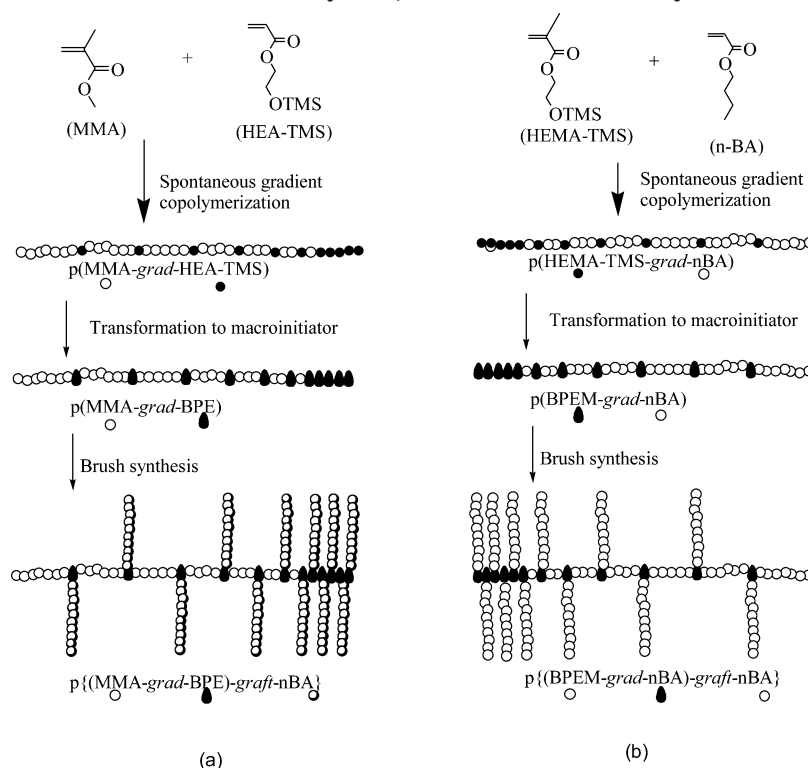 O
O
(MMA)
+
O
O
OTMS
(HEA-TMS)
Spontaneous gradient
copolymerization
p(MMA-grad-HEA-TMS)
Transformation to macroinitiator
p(MMA-grad-BPE)
Brush synthesis
p{(MMA-grad-BPE)-graft-nBA}
(a)
O
O
OTMS
(HEMA-TMS)
+
O
O
(n-BA)
Spontaneous gradient
copolymerization
p(HEMA-TMS-grad-nBA)
Transformation to macroinitiator
p(BPEM-grad-nBA)
Brush synthesis
p{(BPEM-grad-nBA)-graft-nBA}
(b)